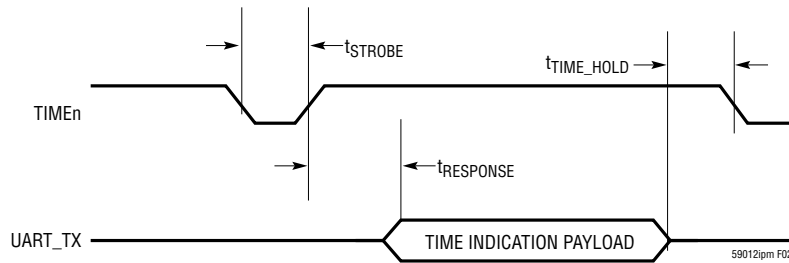 tSTROBE
tTIME_HOLD
TIMEn
tRESPONSE
UART_TX
TIME INDICATION PAYLOAD
59012ipm F02